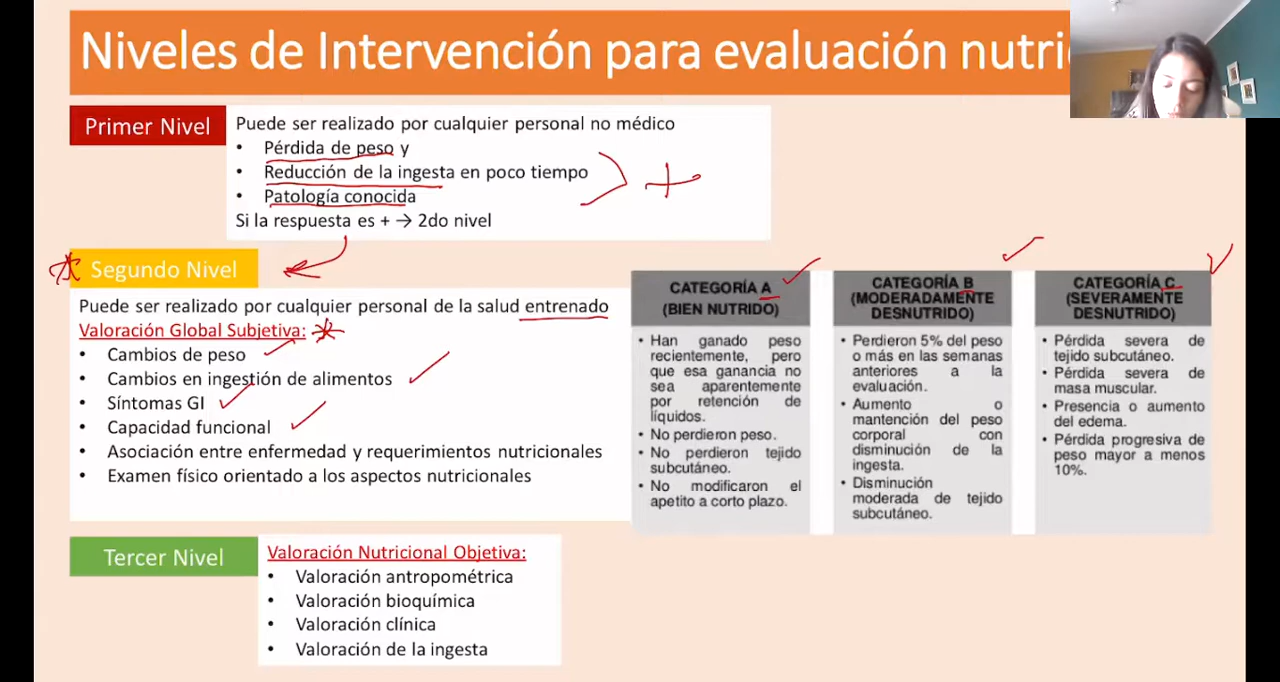 Niveles de Intervención para evaluación nutri
Primer Nivel
Puede ser realizado por cualquier personal no médico
• Pérdida de peso y
• Reducción de la ingesta en poco tiempo
• Patología conocida
Si la respuesta es + → 2do nivel
+
Segundo Nivel
Puede ser realizado por cualquier personal de la salud entrenado
Valoración Global Subjetiva:
• Cambios de peso
• Cambios en ingestión de alimentos
• Síntomas GI
• Capacidad funcional
• Asociación entre enfermedad y requerimientos nutricionales
• Examen físico orientado a los aspectos nutricionales
CATEGORÍA A
(BIEN NUTRIDO)
• Han ganado peso
recientemente, pero
que esa ganancia no
sea aparentemente
por retención de
líquidos.
• No perdieron peso.
• No perdieron tejido
subcutáneo.
• No modificaron el
apetito a corto plazo.
CATEGORÍA B
(MODERADAMENTE
DESNUTRIDO)
• Perdieron 5% del peso
o más en las semanas
anteriores a la
evaluación.
• Aumento o
mantención del peso
corporal con
disminución de la
ingesta.
• Disminución
moderada de tejido
subcutáneo.
CATEGORÍA C
(SEVERAMENTE
DESNUTRIDO)
• Pérdida severa de
tejido subcutáneo.
• Pérdida severa de
masa muscular.
• Presencia o aumento
del edema.
• Pérdida progresiva de
peso mayor a menos
10%.
Tercer Nivel
Valoración Nutricional Objetiva:
• Valoración antropométrica
• Valoración bioquímica
• Valoración clínica
• Valoración de la ingesta